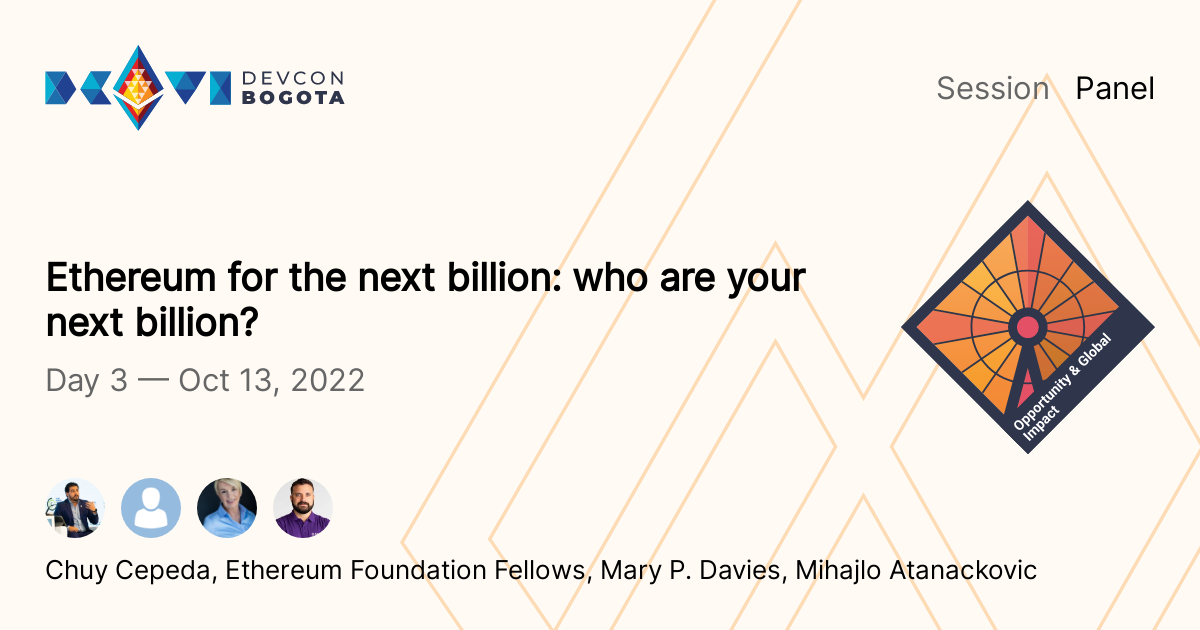 DEVCON
BOGOTA
Session Panel
Ethereum for the next billion: who are your
next billion?
Day 3 — Oct 13, 2022
Opportunity & Global
Impact
Chuy Cepeda, Ethereum Foundation Fellows, Mary P. Davies, Mihajlo Atanackovic